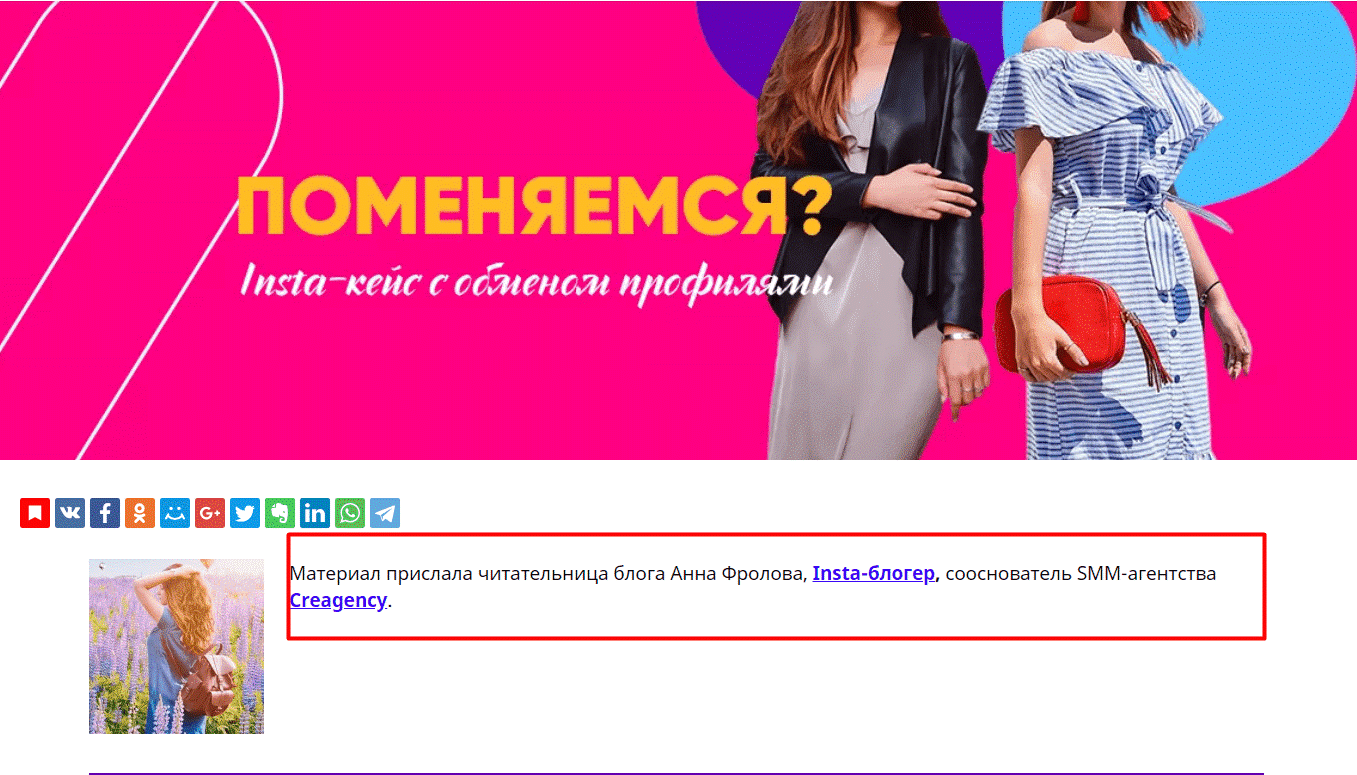 ПОМЕНЯЕМСЯ?
Insta-кейс с обменом профилями
Материал прислала читательница блога Анна Фролова, Insta-блогер, сооснователь SMM-агентства
Creagency.